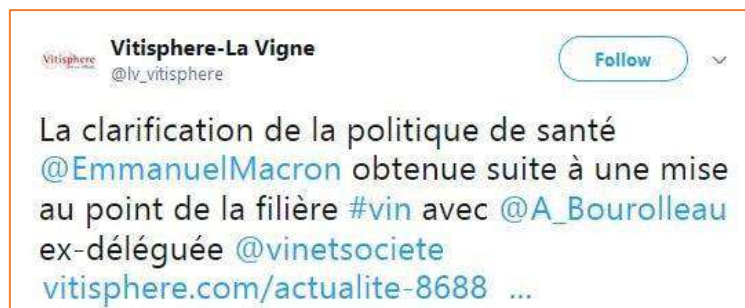 Vitisphere
Vitisphere-La Vigne
@lv_vitisphere
Follow
La clarification de la politique de santé
@EmmanuelMacron obtenue suite à une mise
au point de la filière #vin avec @A_Bourolleau
ex-déléguée @vinetsociete
vitisphere.com/actualite-8688 ...